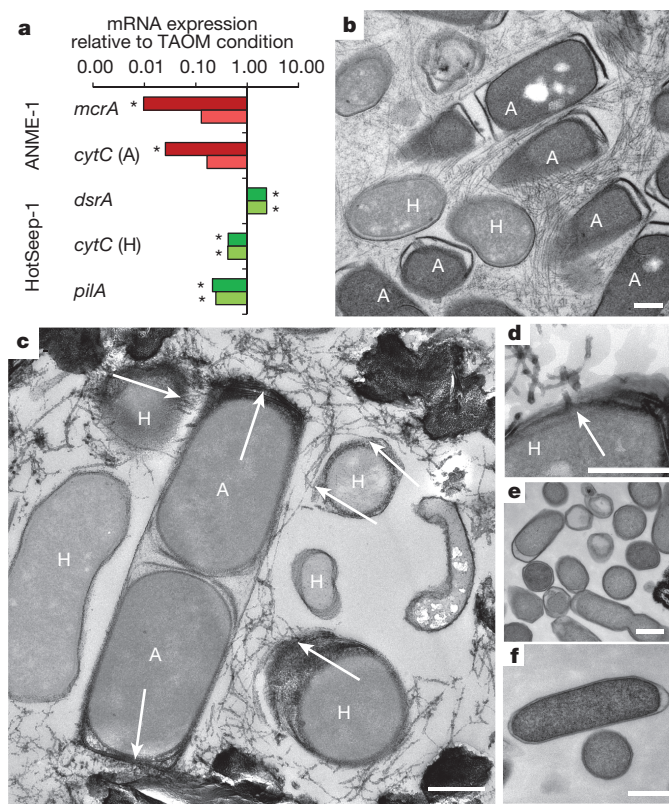 a
mRNA expression
relative to TAOM condition
0.00 0.01 0.10 1.00 10.00
ANME-1
mcrA
*
cytC (A)
*
HotSeep-1
dsrA
*
*
cytC (H)
*
*
pilA
*
*
b
A
A
H
H
A
A
A
A
c
H
A
H
H
H
A
H
d
H
e
f